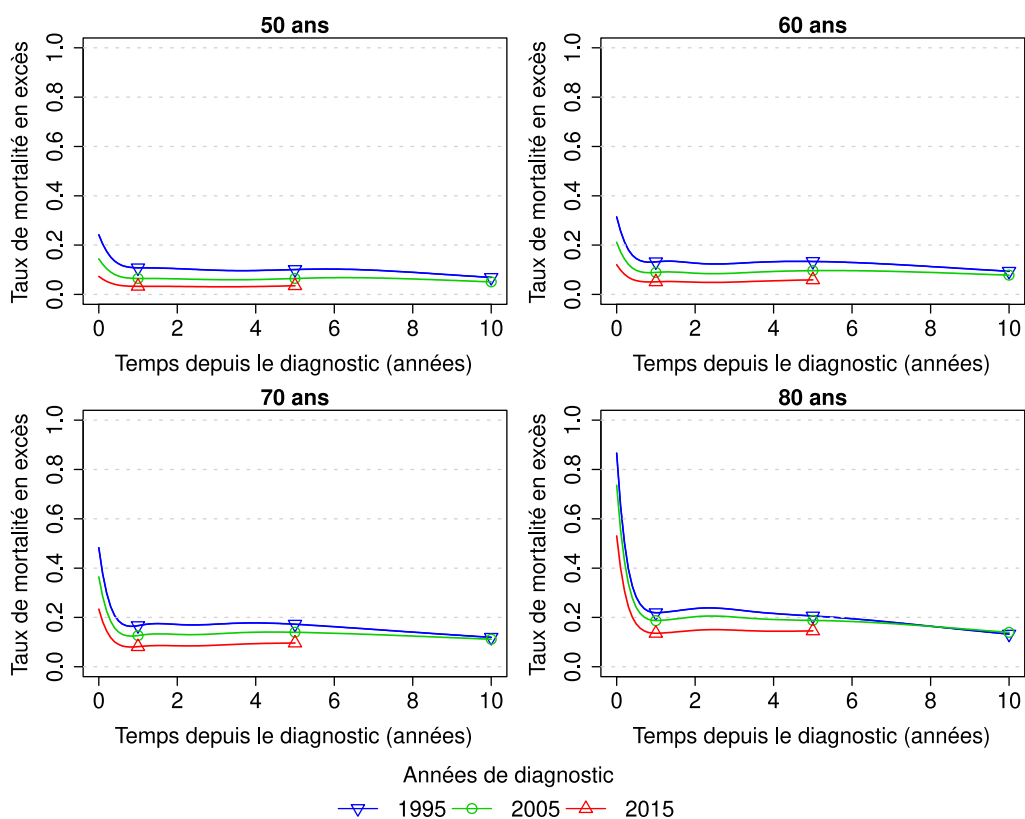 50 ans
Taux de mortalité en excès
0.0 0.2 0.4 0.6 0.8 1.0
0 2 4 6 8 10
Temps depuis le diagnostic (années)
60 ans
Taux de mortalité en excès
0.0 0.2 0.4 0.6 0.8 1.0
0 2 4 6 8 10
Temps depuis le diagnostic (années)
70 ans
Taux de mortalité en excès
0.0 0.2 0.4 0.6 0.8 1.0
0 2 4 6 8 10
Temps depuis le diagnostic (années)
80 ans
Taux de mortalité en excès
0.0 0.2 0.4 0.6 0.8 1.0
0 2 4 6 8 10
Temps depuis le diagnostic (années)
Années de diagnostic
1995 2005 2015